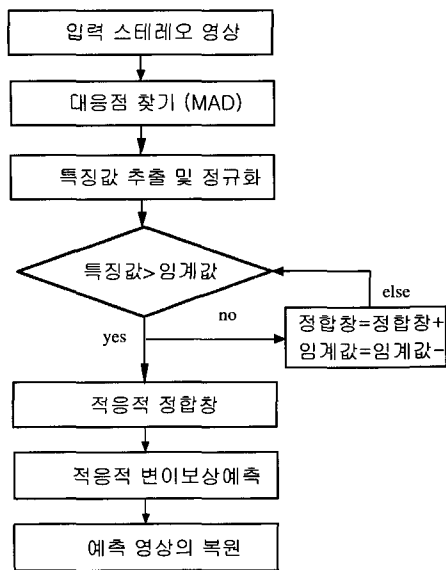 입력 스테레오 영상
대응점 찾기 (MAD)
특징값 추출 및 정규화
특징값>임계값
else
no
yes
정합창=정합창+
임계값=임계값-
적응적 정합창
적응적 변이보상예측
예측 영상의 복원